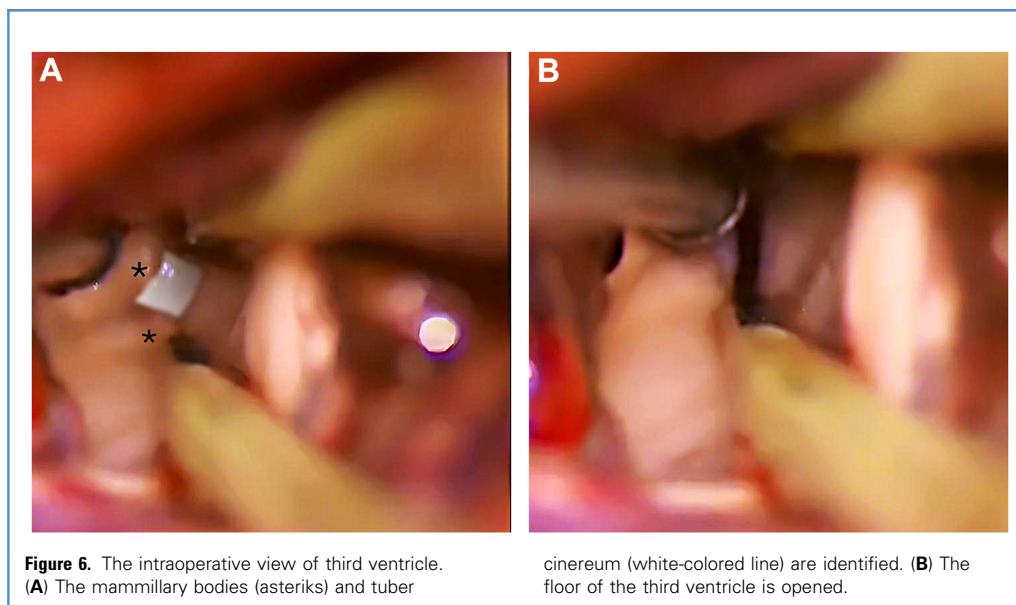 A
B
*
*
Figure 6. The intraoperative view of third ventricle.
(A) The mammillary bodies (asteriks) and tuber
cinereum (white-colored line) are identified. (B) The
floor of the third ventricle is opened.